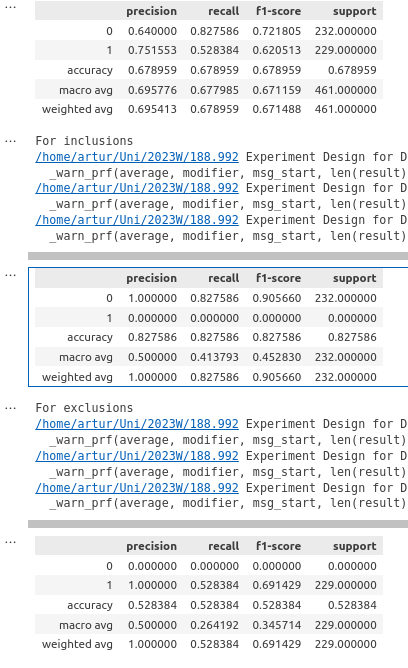 ...
precision recall f1-score support
0 0.640000 0.827586 0.721805 232.000000
1 0.751553 0.528384 0.620513 229.000000
accuracy 0.678959 0.678959 0.678959 0.678959
macro avg 0.695776 0.677985 0.671159 461.000000
weighted avg 0.695413 0.678959 0.671488 461.000000
... For inclusions
/home/artur/Uni/2023W/188.992 Experiment Design for D
_warn_prf(average, modifier, msg_start, len(result)
/home/artur/Uni/2023W/188.992 Experiment Design for D
_warn_prf(average, modifier, msg_start, len(result)
/home/artur/Uni/2023W/188.992 Experiment Design for D
_warn_prf(average, modifier, msg_start, len(result)
...
precision recall f1-score support
0 1.000000 0.827586 0.905660 232.000000
1 0.000000 0.000000 0.000000 0.000000
accuracy 0.827586 0.827586 0.827586 0.827586
macro avg 0.500000 0.413793 0.452830 232.000000
weighted avg 1.000000 0.827586 0.905660 232.000000
... For exclusions
/home/artur/Uni/2023W/188.992 Experiment Design for D
_warn_prf(average, modifier, msg_start, len(result)
/home/artur/Uni/2023W/188.992 Experiment Design for D
_warn_prf(average, modifier, msg_start, len(result)
/home/artur/Uni/2023W/188.992 Experiment Design for D
_warn_prf(average, modifier, msg_start, len(result)
...
precision recall f1-score support
0 0.000000 0.000000 0.000000 0.000000
1 1.000000 0.528384 0.691429 229.000000
accuracy 0.528384 0.528384 0.528384 0.528384
macro avg 0.500000 0.264192 0.345714 229.000000
weighted avg 1.000000 0.528384 0.691429 229.000000